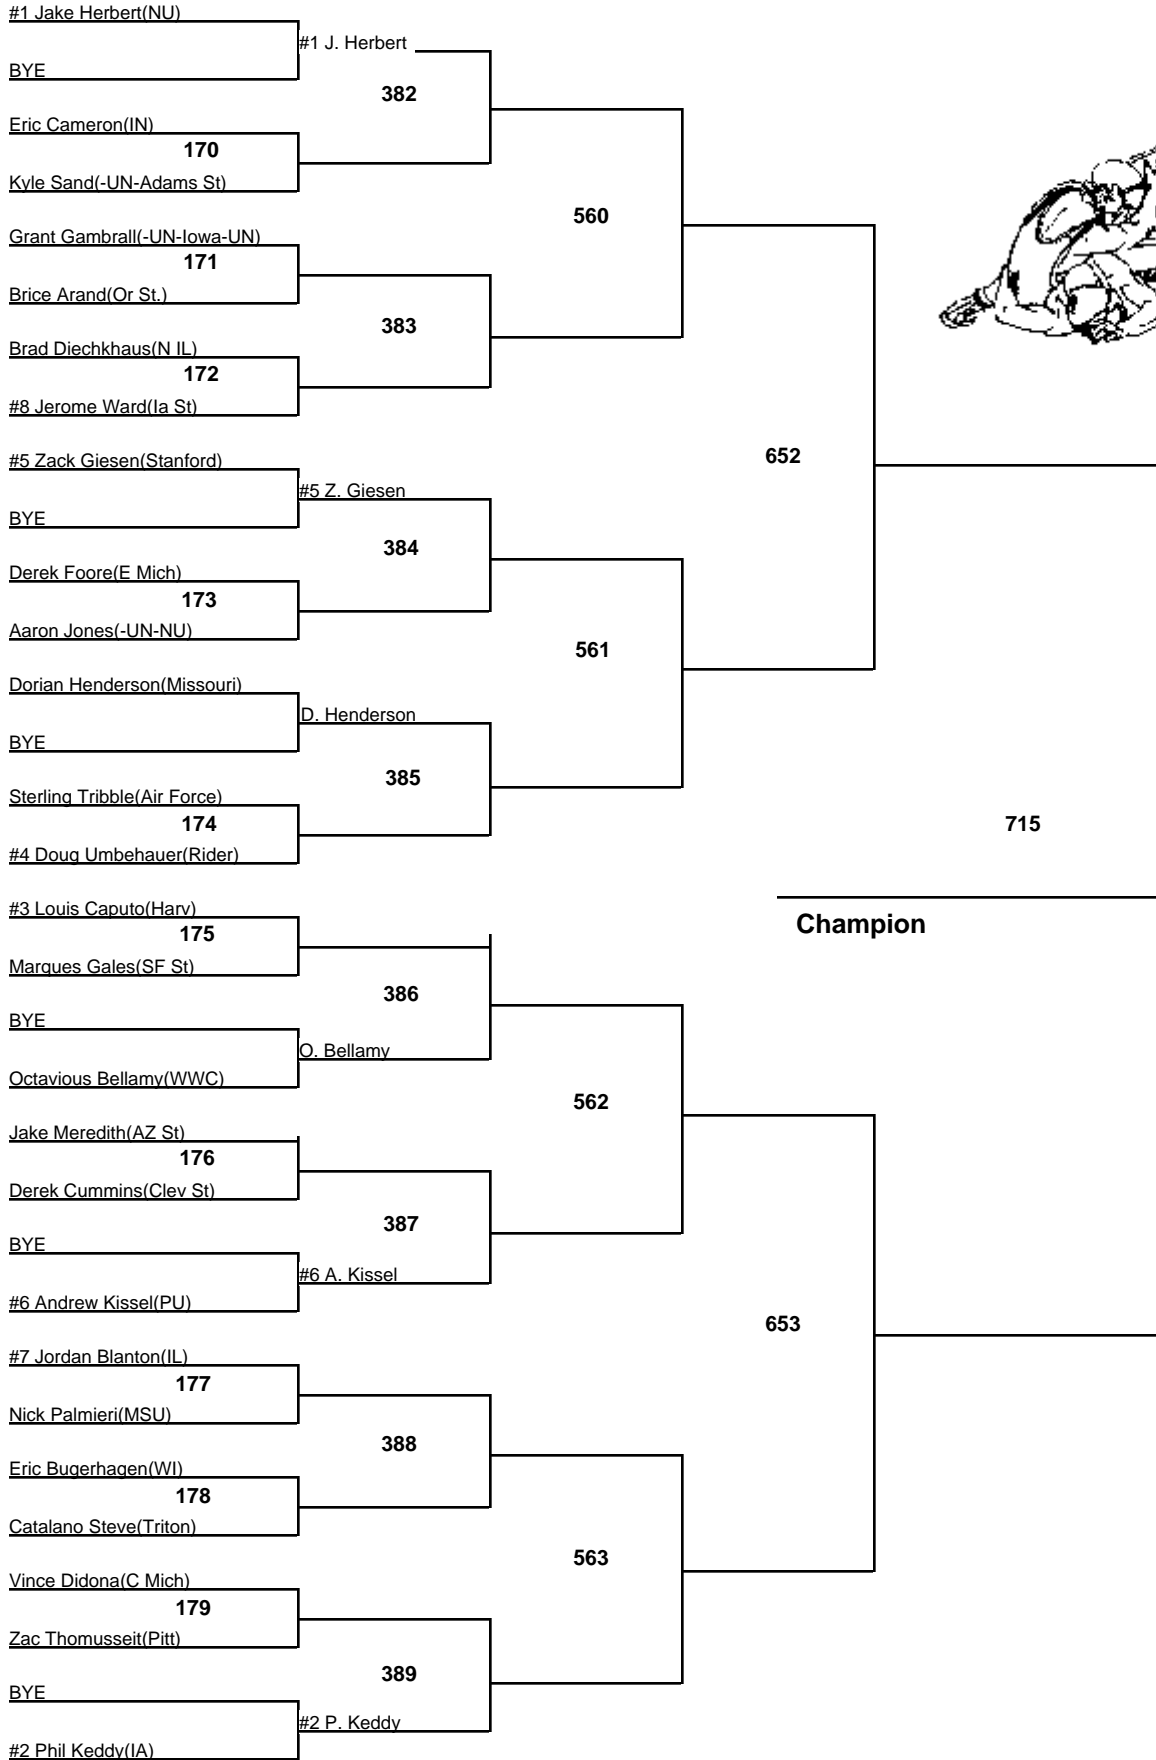 #1 Jake Herbert(NU)
#1 J. Herbert
BYE
382
Eric Cameron(IN)
170
Kyle Sand(-UN-Adams St)
560
Grant Gambrall(-UN-Iowa-UN)
171
Brice Arand(Or St.)
383
Brad Diechkhaus(N IL)
172
#8 Jerome Ward(Ia St)
652
#5 Zack Giesen(Stanford)
#5 Z. Giesen
BYE
384
Derek Foore(E Mich)
173
Aaron Jones(-UN-NU)
561
Dorian Henderson(Missouri)
D. Henderson
BYE
385
Sterling Tribble(Air Force)
174
715
#4 Doug Umbehauer(Rider)
#3 Louis Caputo(Harv)
Champion
175
Marques Gales(SF St)
386
BYE
O. Bellamy
Octavious Bellamy(WWC)
562
Jake Meredith(AZ St)
176
Derek Cummins(Clev St)
387
BYE
#6 A. Kissel
#6 Andrew Kissel(PU)
653
#7 Jordan Blanton(IL)
177
Nick Palmieri(MSU)
388
Eric Bugerhagen(WI)
178
Catalano Steve(Triton)
563
Vince Didona(C Mich)
179
Zac Thomusseit(Pitt)
389
BYE
#2 P. Keddy
#2 Phil Keddy(IA)